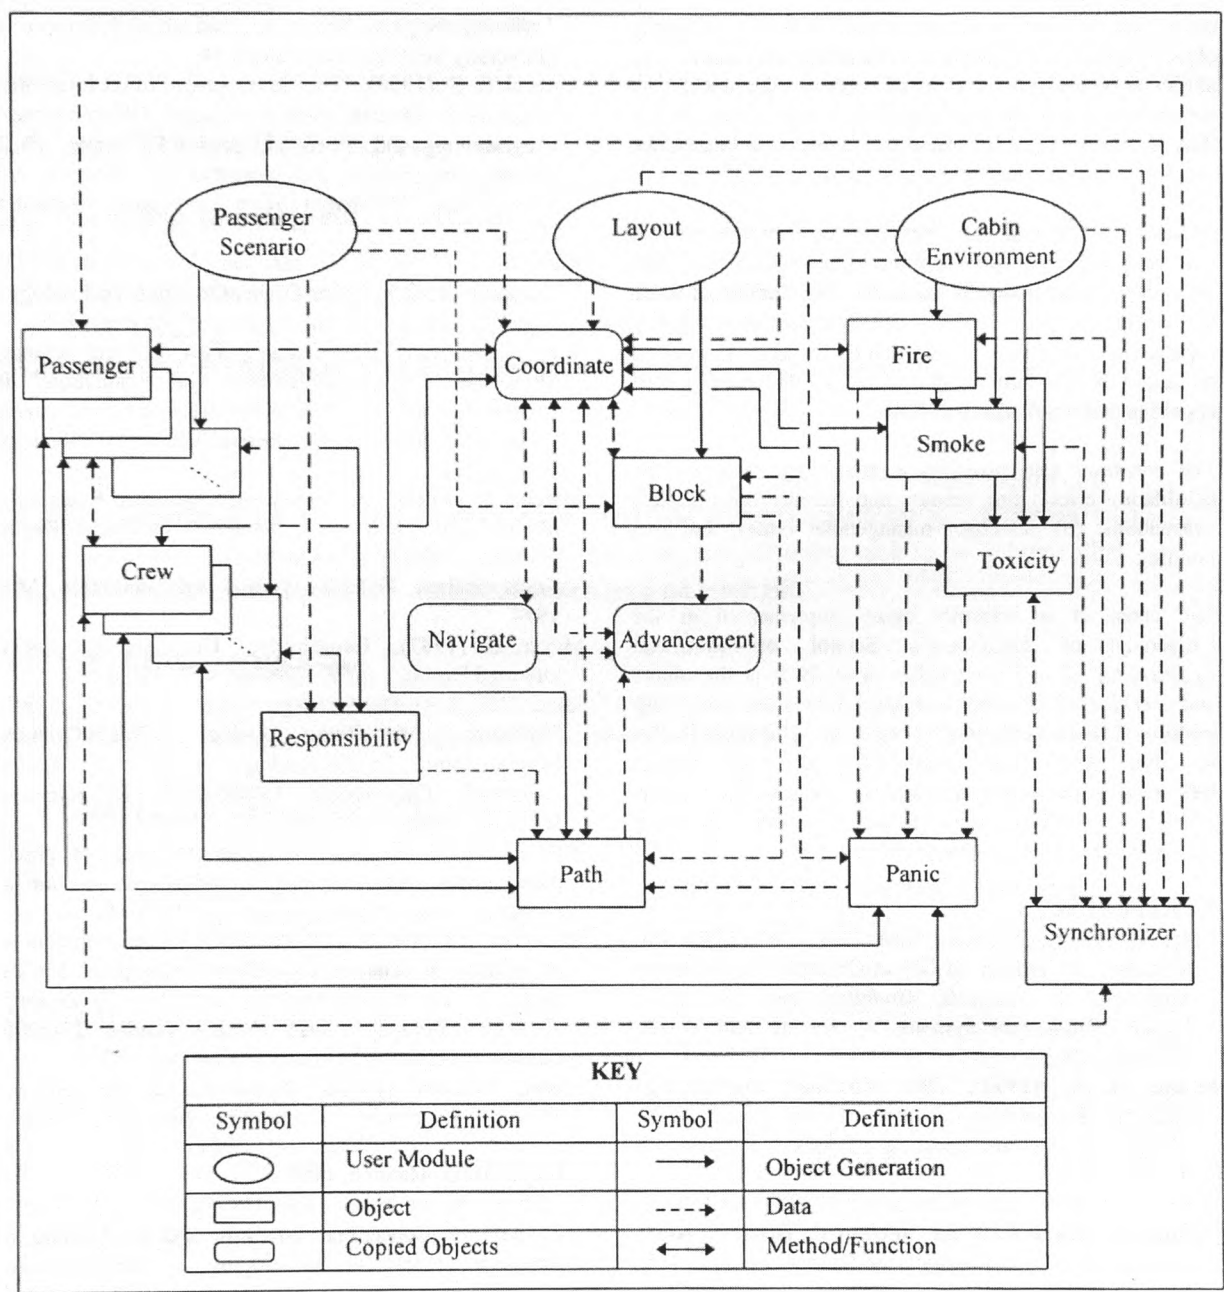 Passenger
Scenario
Layout
Cabin
Environment
Passenger
Coordinate
Fire
Smoke
Block
Crew
Toxicity
Navigate
Advancement
Responsibility
Path
Panic
Synchronizer
KEY
Symbol Definition Symbol Definition
User Module Object Generation
Object Data
Copied Objects Method/Function